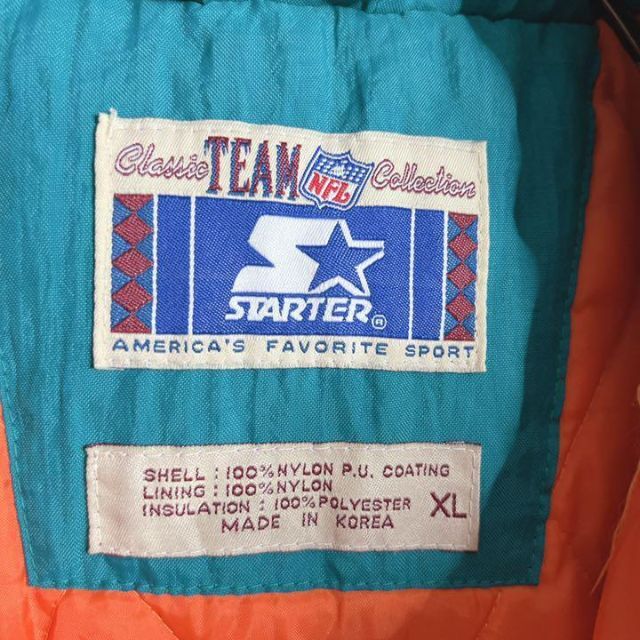 Classic TEAM NFL Collection
STARTER®
AMERICA'S FAVORITE SPORT
SHELL : 100% NYLON P.U. COATING
LINING : 100% NYLON
INSULATION : 100% POLYESTER XL
MADE IN KOREA